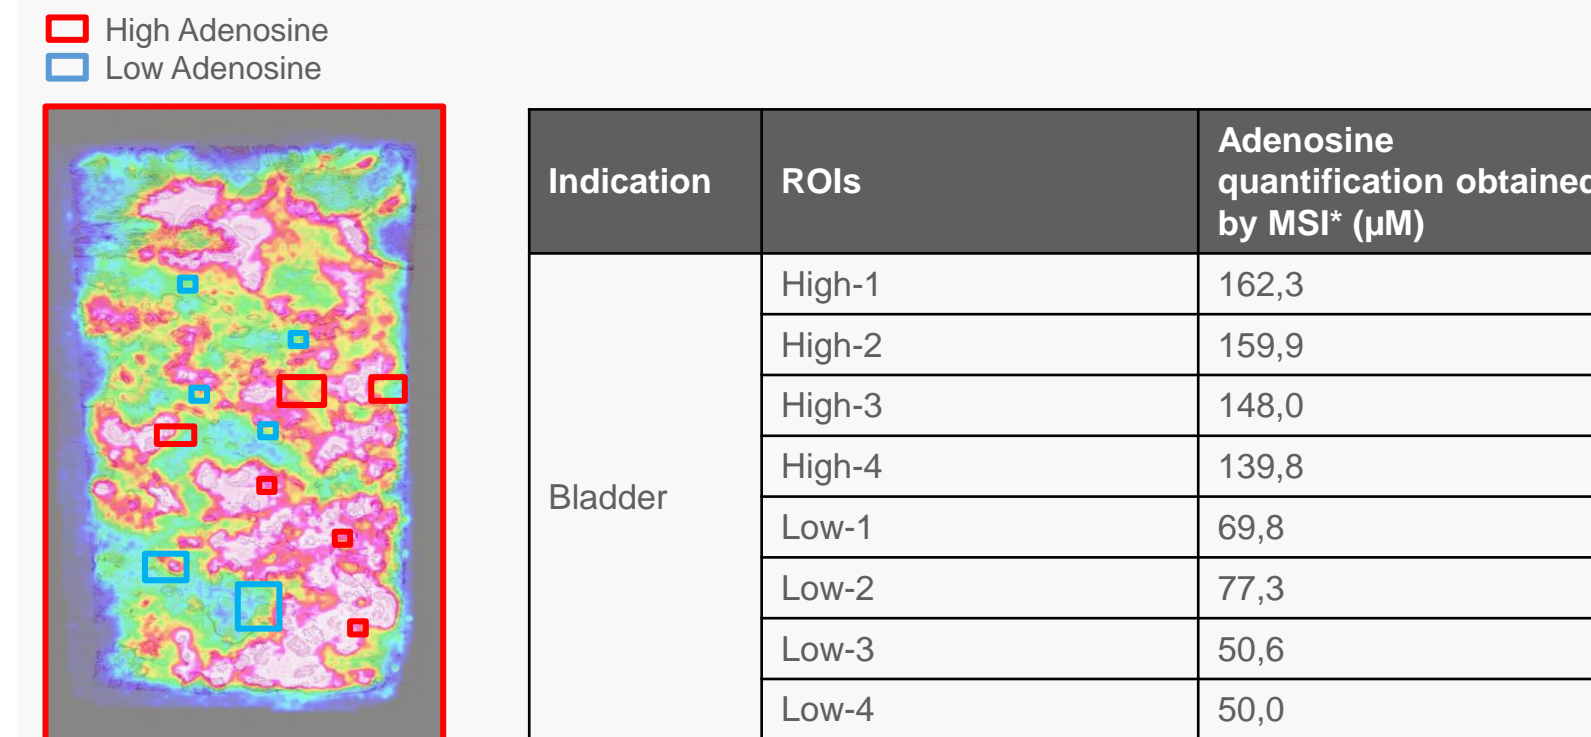 High Adenosine
Low Adenosine
Indication
ROIs
Adenosine
quantification obtained
by MSI* (µM)
Bladder
High-1
162,3
High-2
159,9
High-3
148,0
High-4
139,8
Low-1
69,8
Low-2
77,3
Low-3
50,6
Low-4
50,0